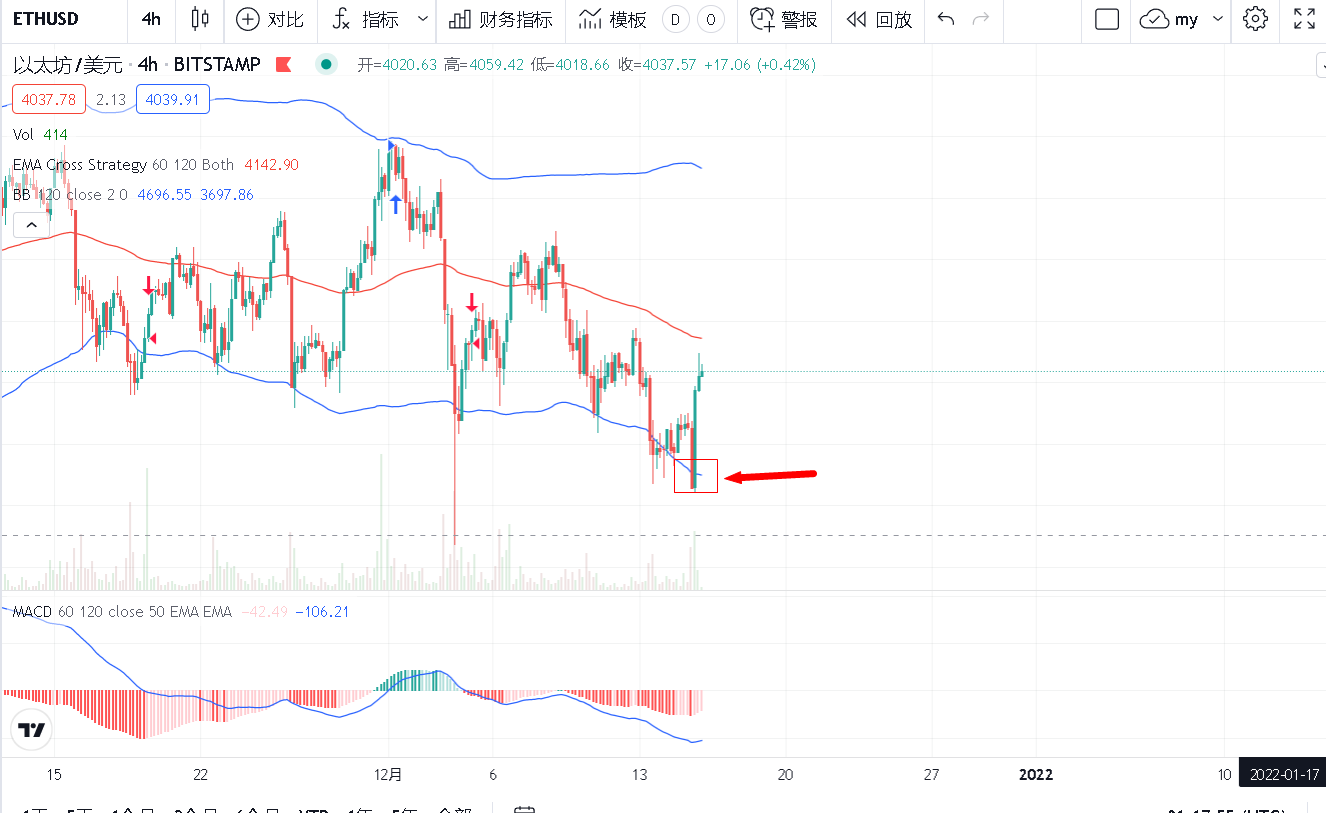 ETHUSD 4h 对比 指标 财务指标 模板 D O 警报 回放 my
以太坊/美元 · 4h · BITSTAMP 开=4020.63 高=4059.42 低=4018.66 收=4037.57 +17.06 (+0.42%)
4037.78 2.13 4039.91
Vol 414
EMA Cross Strategy 60 120 Both 4142.90
BB 120 close 2 0 4696.55 3697.86
MACD 60 120 close 50 EMA EMA −42.49 −106.21
15 22 12月 6 13 20 27 2022 10 2022-01-17